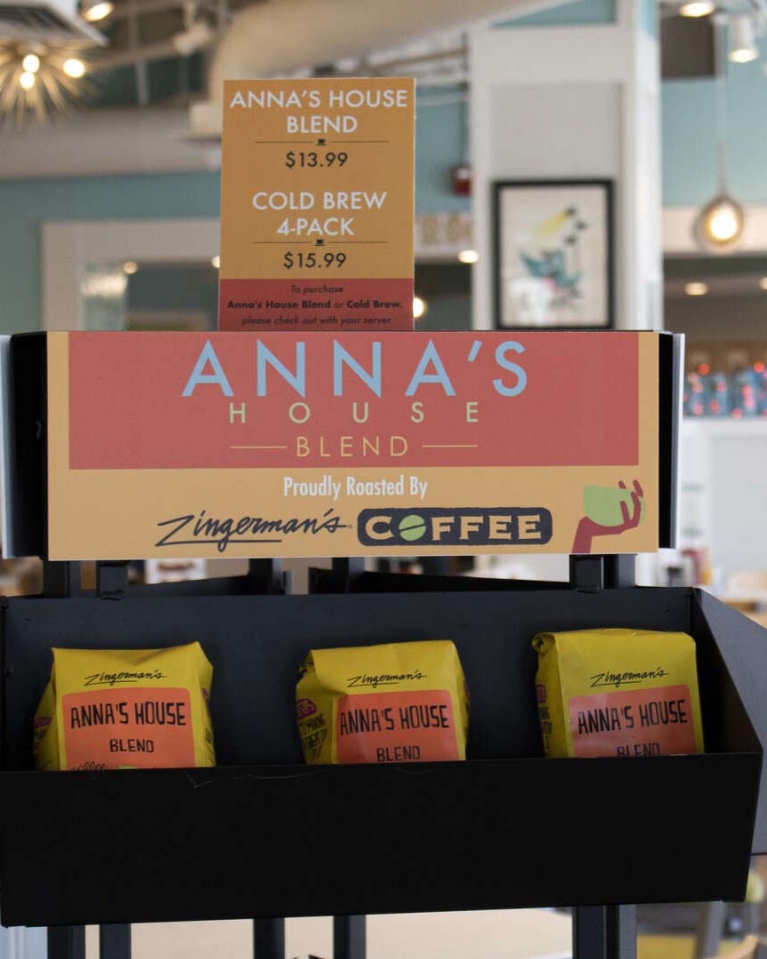 ANNA'S HOUSE
BLEND
$13.99
COLD BREW
4-PACK
$15.99
To purchase
Anna's House Blend or Cold Brew,
please check out with your server
ANNA'S
HOUSE
BLEND
Proudly Roasted By
Zingerman's COFFEE
Zingerman's
ANNA'S HOUSE
BLEND
coffee
Zingerman's
ANNA'S HOUSE
BLEND
Zingerman's
ANNA'S HOUSE
BLEND